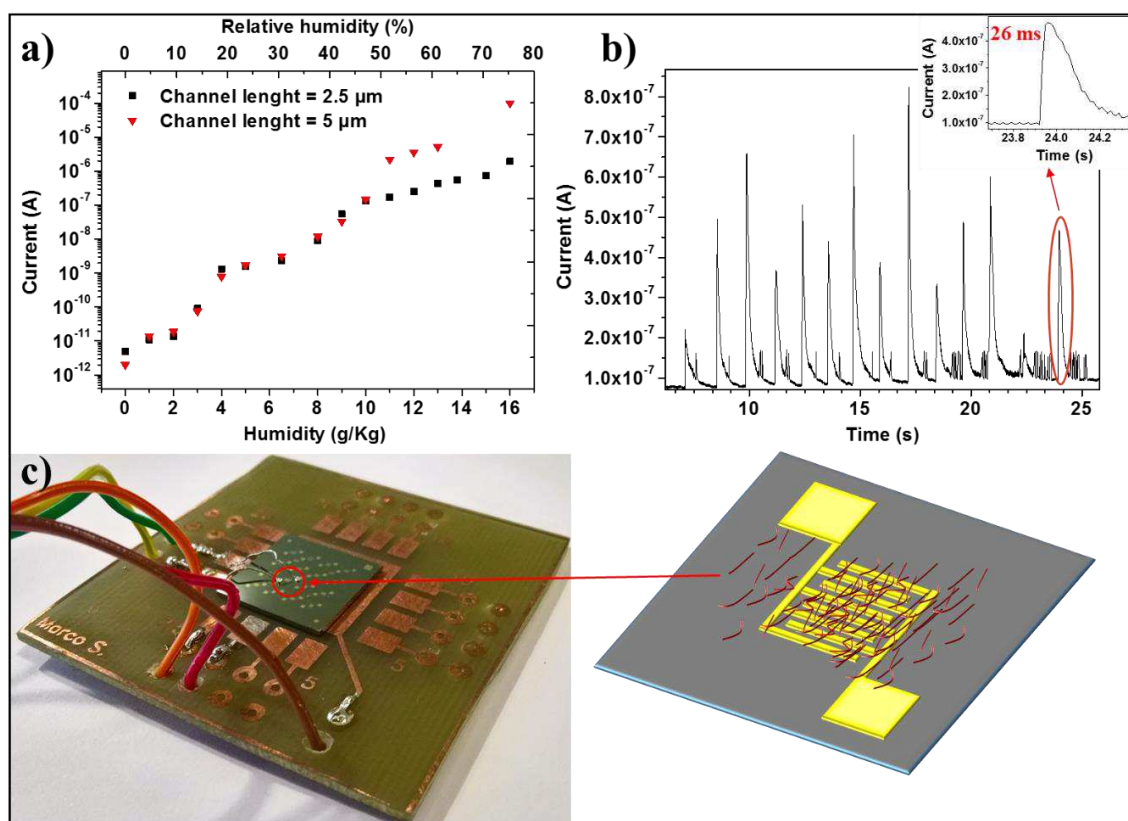 a)
Relative humidity (%)
0 10 20 30 40 50 60 70 80
10⁻⁴
10⁻⁵
10⁻⁶
10⁻⁷
10⁻⁸
10⁻⁹
10⁻¹⁰
10⁻¹¹
10⁻¹²
Current (A)
Channel lenght = 2.5 µm
Channel lenght = 5 µm
0 2 4 6 8 10 12 14 16
Humidity (g/Kg)
b)
8.0x10⁻⁷
7.0x10⁻⁷
6.0x10⁻⁷
5.0x10⁻⁷
4.0x10⁻⁷
3.0x10⁻⁷
2.0x10⁻⁷
1.0x10⁻⁷
Current (A)
10 15 20 25
Time (s)
26 ms
4.0x10⁻⁷
3.0x10⁻⁷
2.0x10⁻⁷
1.0x10⁻⁷
Current (A)
23.8 24.0 24.2
Time (s)
c)
Marco S.
5
5